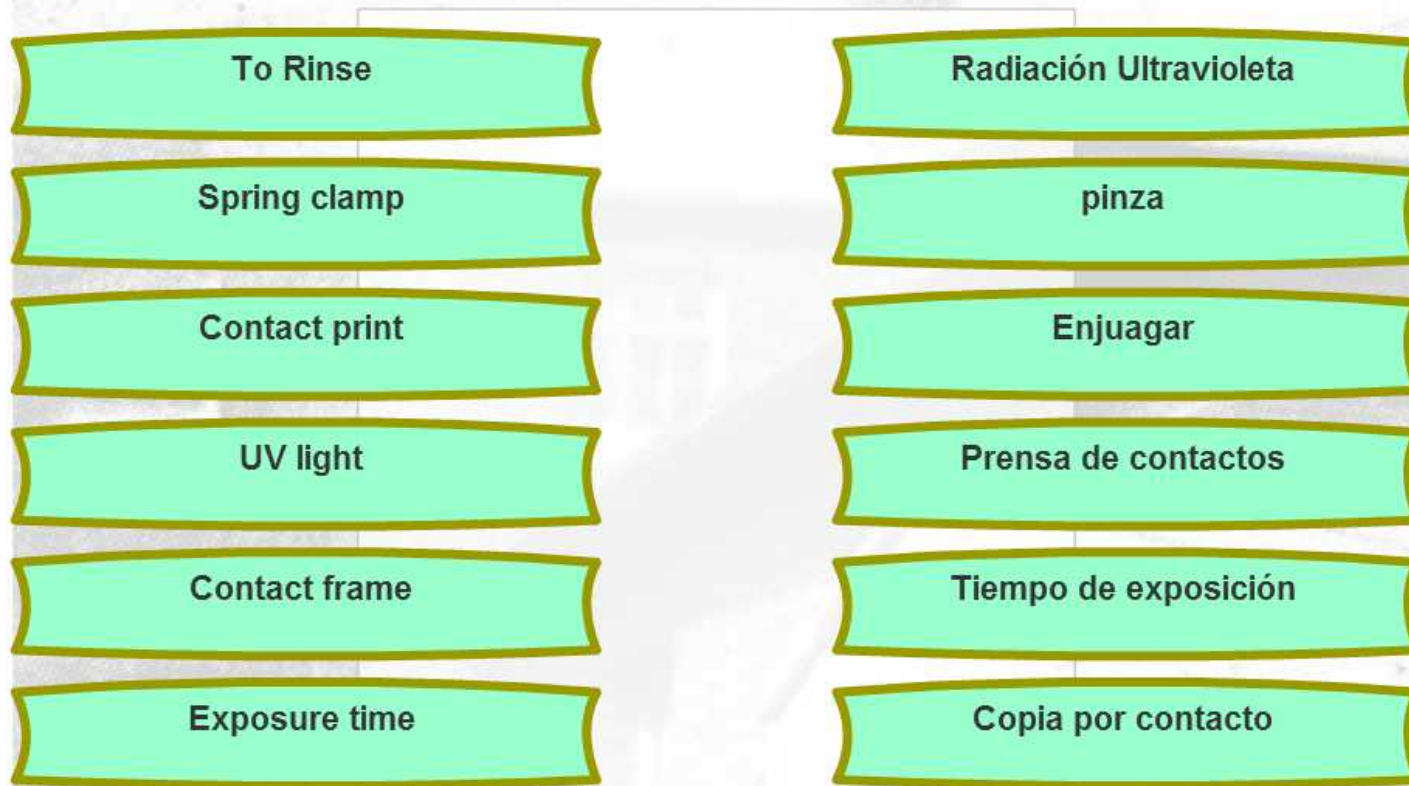 To Rinse
Radiación Ultravioleta
Spring clamp
pinza
Contact print
Enjuagar
UV light
Prensa de contactos
Contact frame
Tiempo de exposición
Exposure time
Copia por contacto